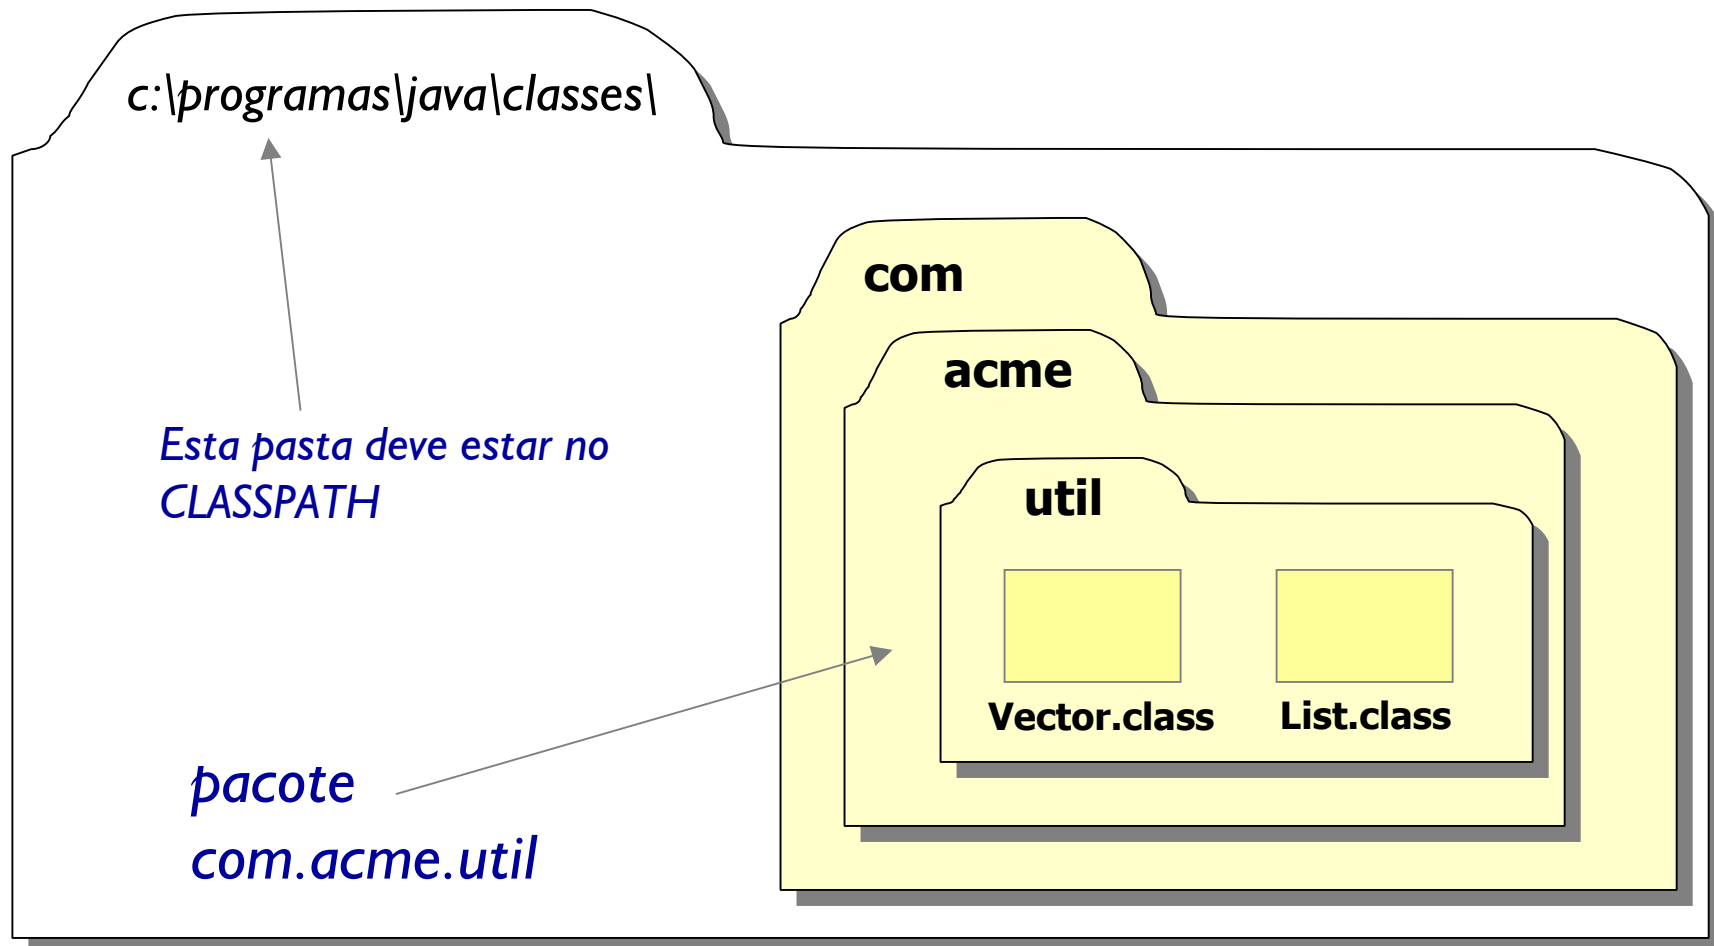 c:\programas\java\classes\
com
acme
Esta pasta deve estar no
CLASSPATH
util
Vector.class
List.class
pacote
com.acme.util